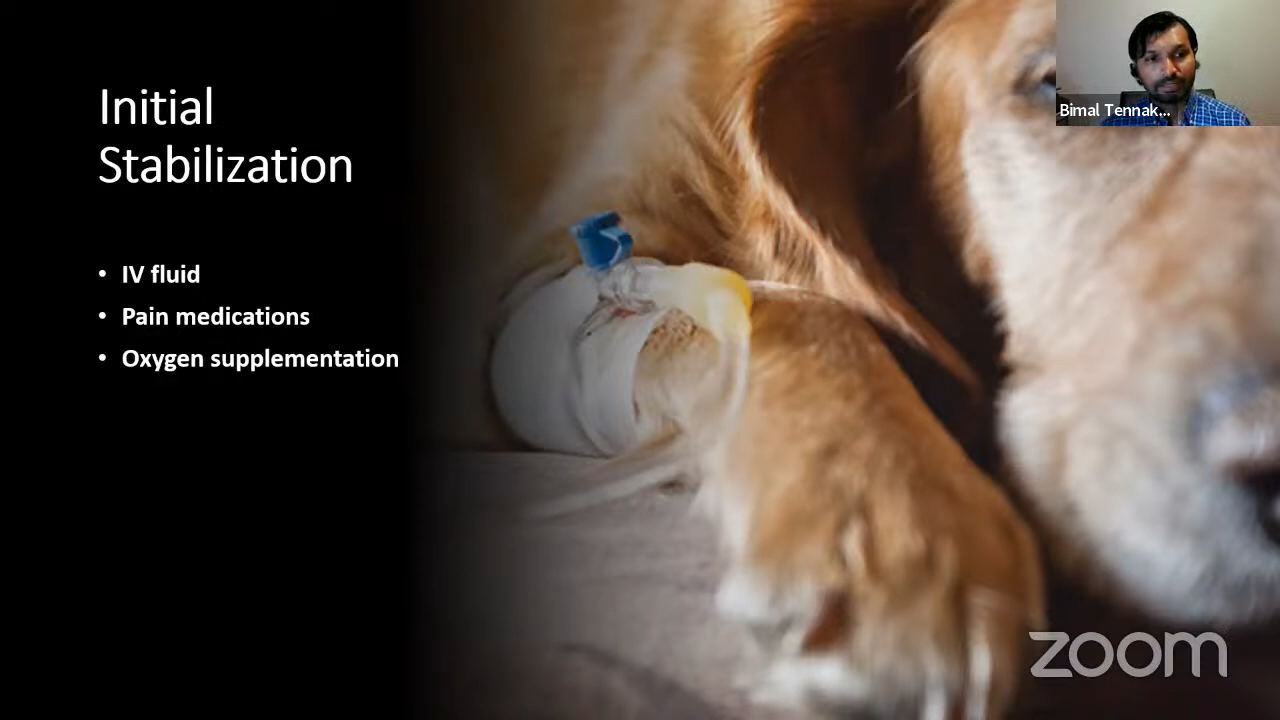 Initial
Stabilization
• IV fluid
• Pain medications
• Oxygen supplementation
Bimal Tennak...
zoom